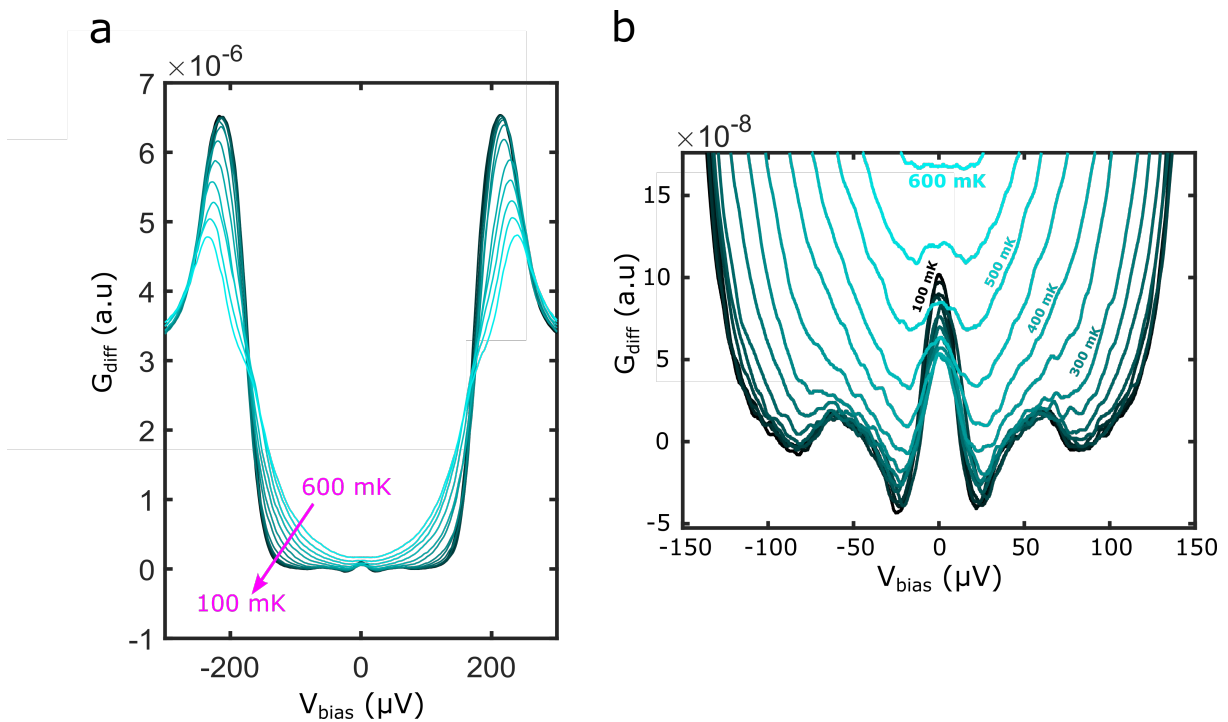 a
×10⁻⁶
7
6
5
4
3
2
1
0
-1
G_diff (a.u)
600 mK
100 mK
-200 0 200
V_bias (µV)
b
×10⁻⁸
15
10
5
0
-5
G_diff (a.u)
600 mK
100 mK
500 mK
400 mK
300 mK
-150 -100 -50 0 50 100 150
V_bias (µV)